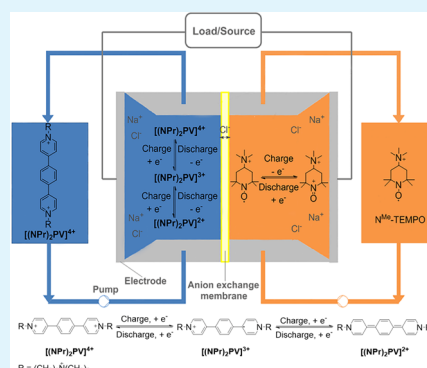 Load/Source
Na⁺
Cl⁻
[(NPr)₂PV]⁴⁺
Charge
+ e⁻
Discharge
- e⁻
[(NPr)₂PV]³⁺
Charge
+ e⁻
Discharge
- e⁻
[(NPr)₂PV]²⁺
Na⁺
Cl⁻
Cl⁻
Na⁺
Cl⁻
Charge
- e⁻
Discharge
+ e⁻
Na⁺
Cl⁻
R
[(NPr)₂PV]⁴⁺
N^Me-TEMPO
Pump
Electrode
Anion exchange
membrane
Charge, + e⁻
Discharge, - e⁻
Charge, + e⁻
Discharge, - e⁻
[(NPr)₂PV]⁴⁺
[(NPr)₂PV]³⁺
[(NPr)₂PV]²⁺